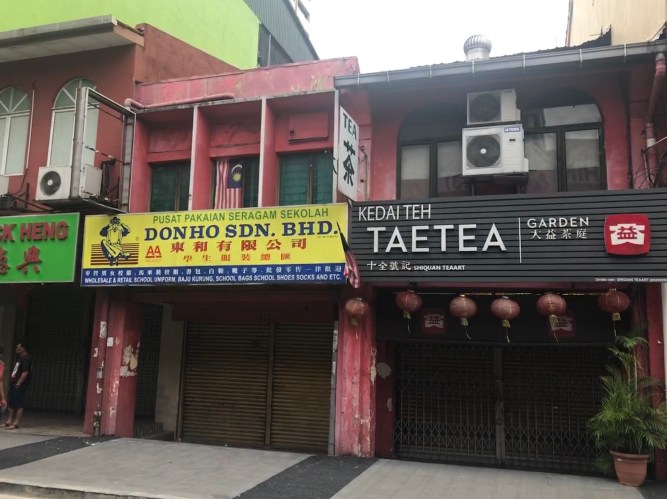 CK HENG
興
PUSAT PAKAIAN SERAGAM SEKOLAH
DONHO SDN. BHD.
AA 東和有限公司
學生服裝總匯
WHOLESALE & RETAIL SCHOOL UNIFORM, BAJU KURUNG, SCHOOL BAGS SCHOOL SHOES SOCKS AND ETC.
TEA 茶
KEDAI TEH
TAETEA
GARDEN
大益茶庭
十全號記 SHIQUAN TEAART
益